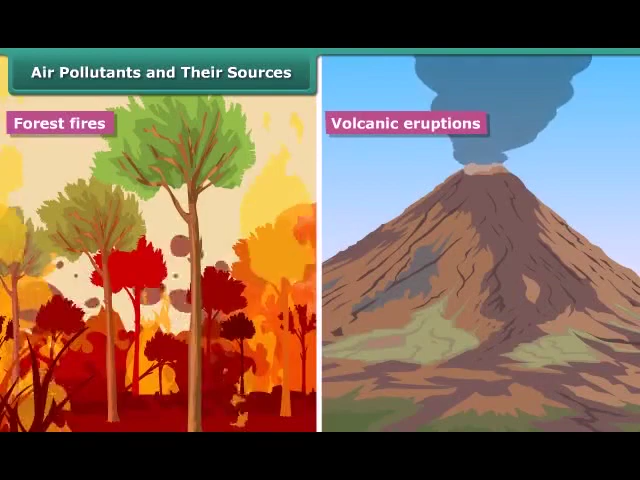 Air Pollutants and Their Sources
Forest fires
Volcanic eruptions